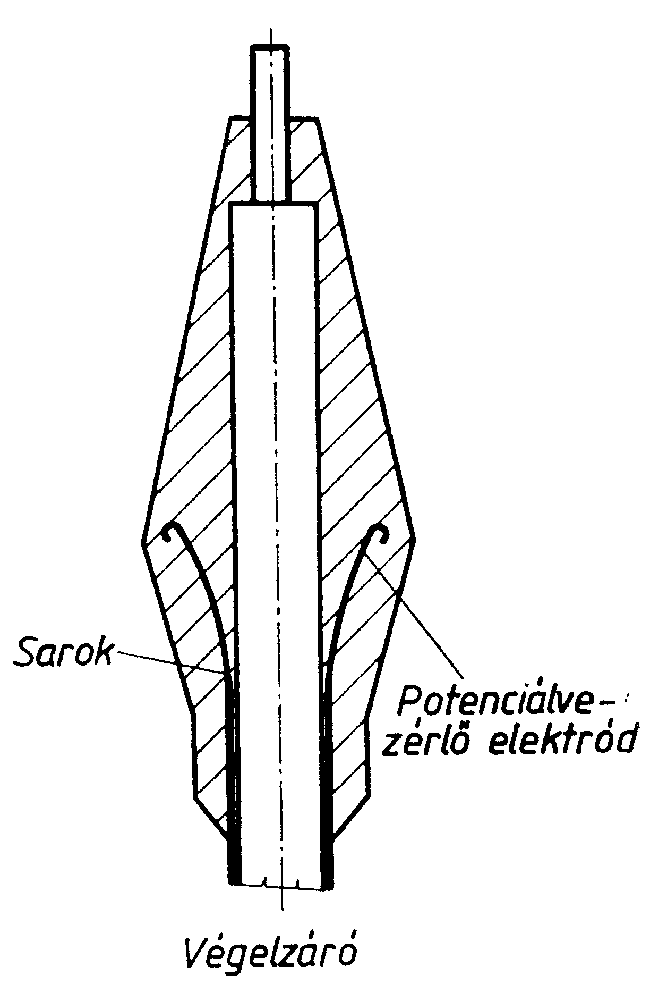 Sarok
Potenciálve-
zérlő elektród
Végelzáró